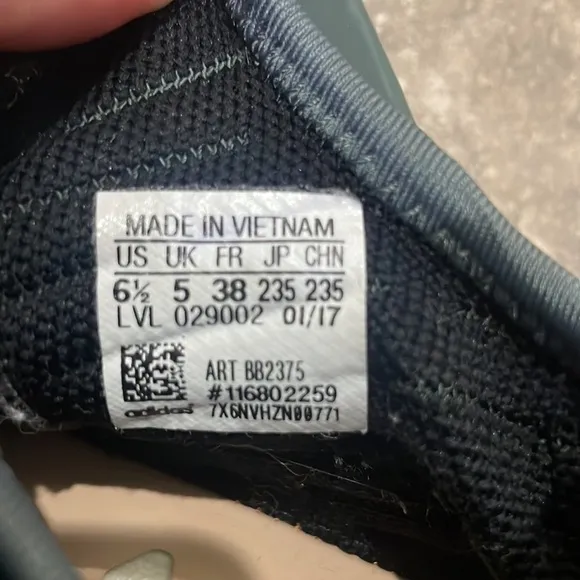 MADE IN VIETNAM
US UK FR JP CHN
6½ 5 38 235 235
LVL 029002 01/17
ART BB2375
#116802259
adidas 7X6NVHZN00771